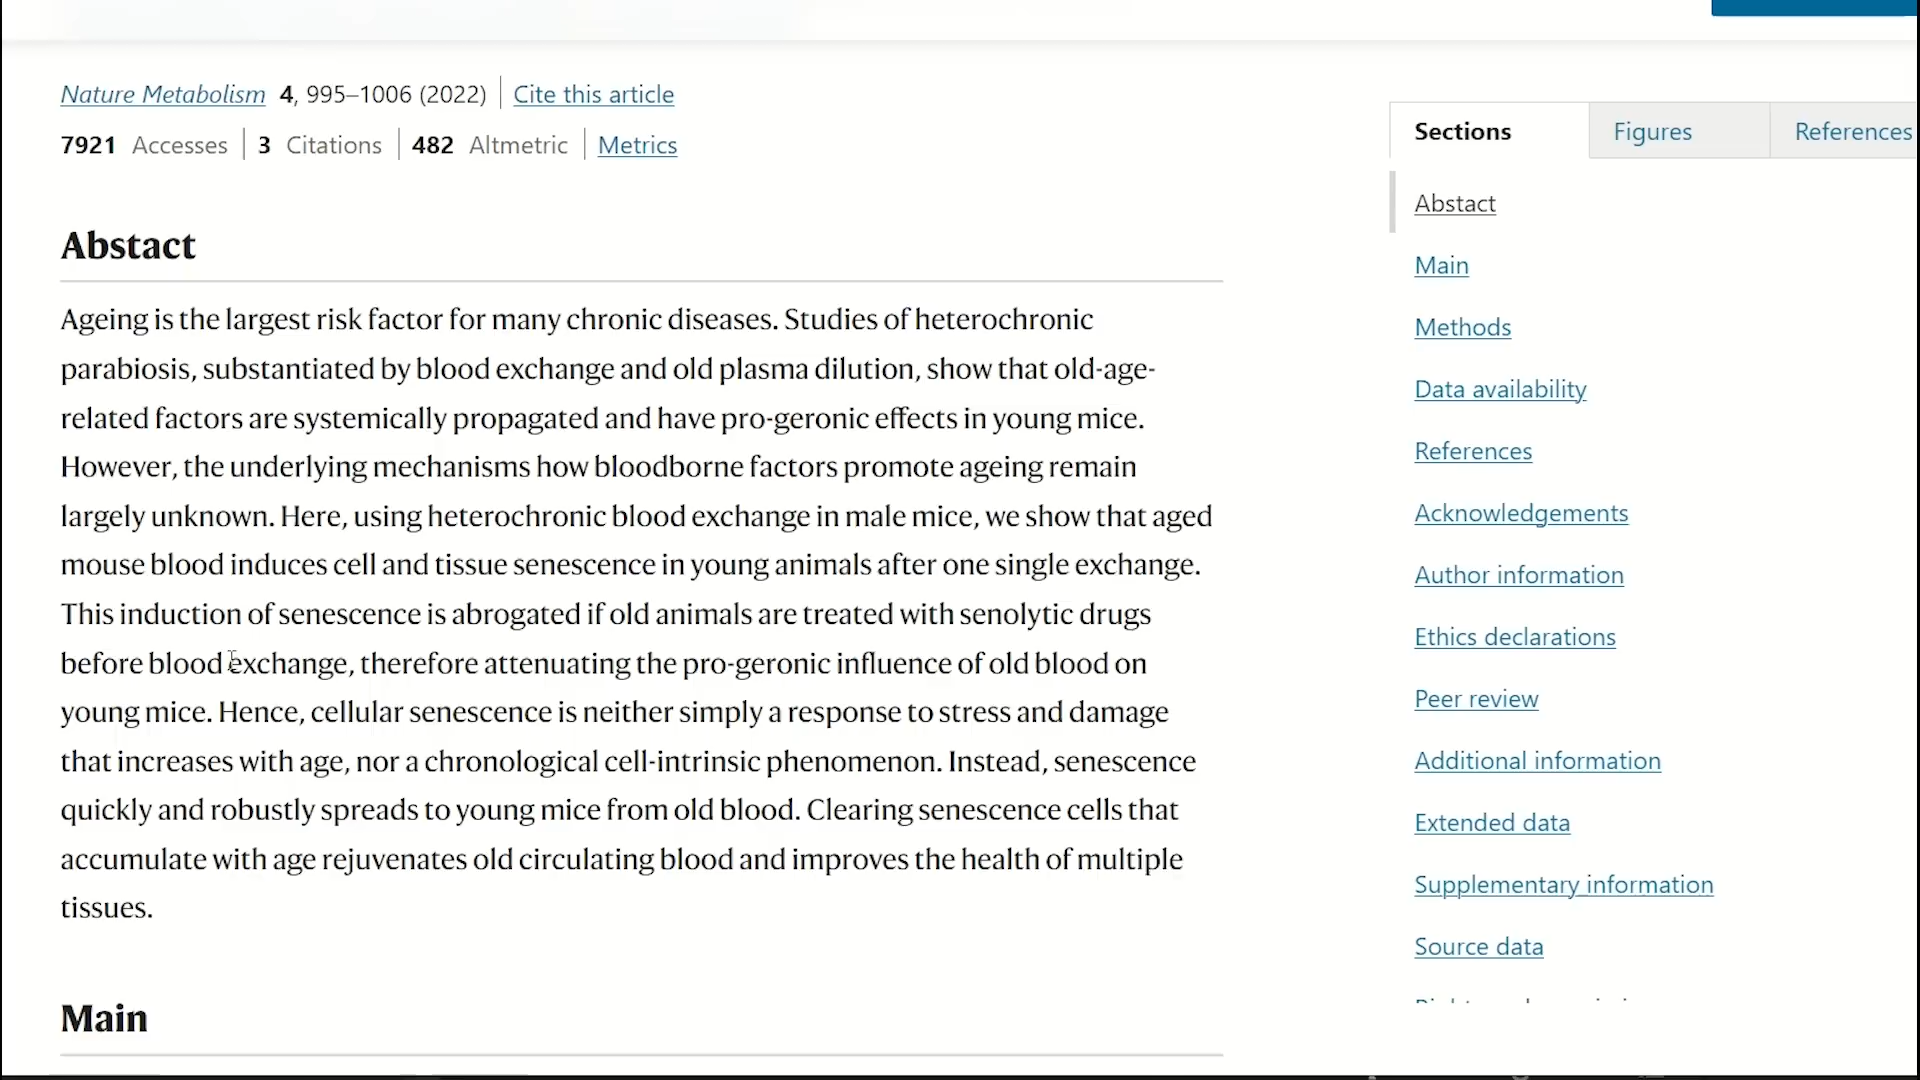 Nature Metabolism 4, 995–1006 (2022) Cite this article
7921 Accesses 3 Citations 482 Altmetric Metrics
Abstact
Ageing is the largest risk factor for many chronic diseases. Studies of heterochronic
parabiosis, substantiated by blood exchange and old plasma dilution, show that old-age-
related factors are systemically propagated and have pro-geronic effects in young mice.
However, the underlying mechanisms how bloodborne factors promote ageing remain
largely unknown. Here, using heterochronic blood exchange in male mice, we show that aged
mouse blood induces cell and tissue senescence in young animals after one single exchange.
This induction of senescence is abrogated if old animals are treated with senolytic drugs
before blood exchange, therefore attenuating the pro-geronic influence of old blood on
young mice. Hence, cellular senescence is neither simply a response to stress and damage
that increases with age, nor a chronological cell-intrinsic phenomenon. Instead, senescence
quickly and robustly spreads to young mice from old blood. Clearing senescence cells that
accumulate with age rejuvenates old circulating blood and improves the health of multiple
tissues.
Main
Sections Figures References
Abstact
Main
Methods
Data availability
References
Acknowledgements
Author information
Ethics declarations
Peer review
Additional information
Extended data
Supplementary information
Source data